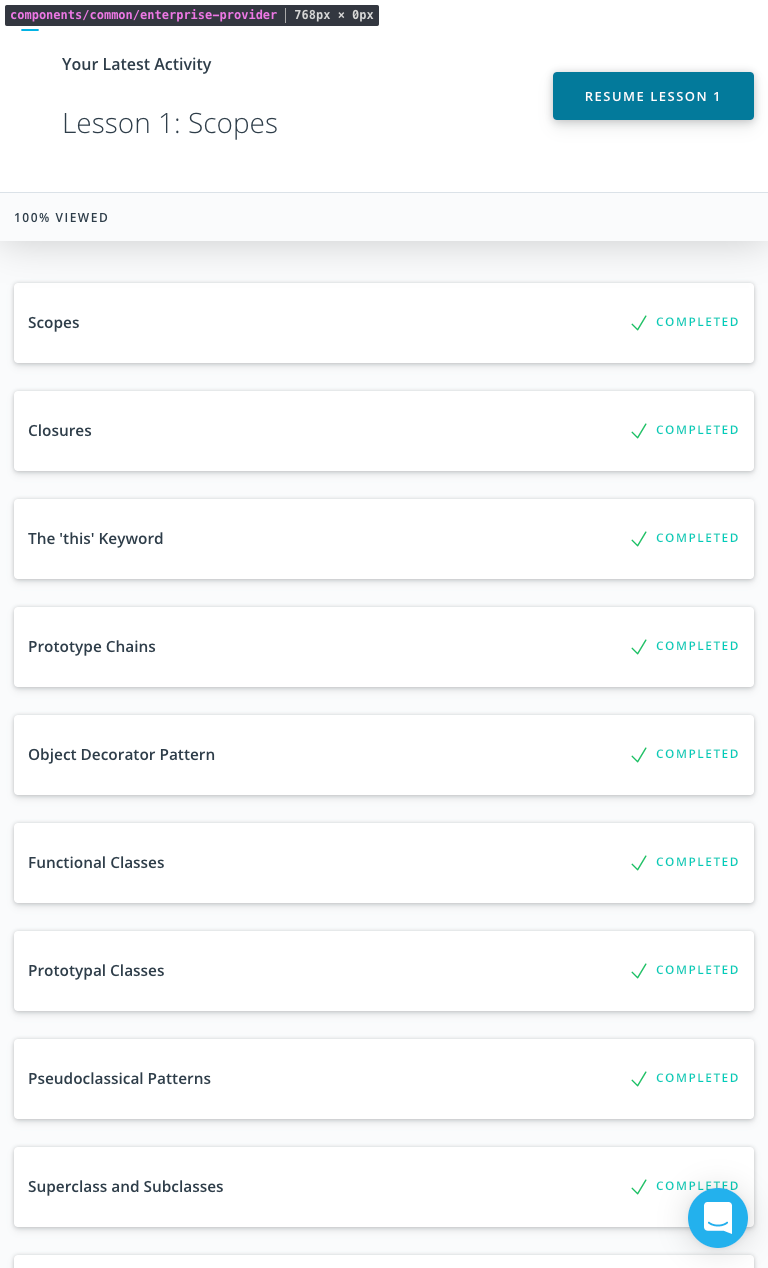 components/common/enterprise-provider | 768px × 0px
Your Latest Activity
Lesson 1: Scopes
RESUME LESSON 1
100% VIEWED
Scopes
COMPLETED
Closures
COMPLETED
The 'this' Keyword
COMPLETED
Prototype Chains
COMPLETED
Object Decorator Pattern
COMPLETED
Functional Classes
COMPLETED
Prototypal Classes
COMPLETED
Pseudoclassical Patterns
COMPLETED
Superclass and Subclasses
COMPLETED